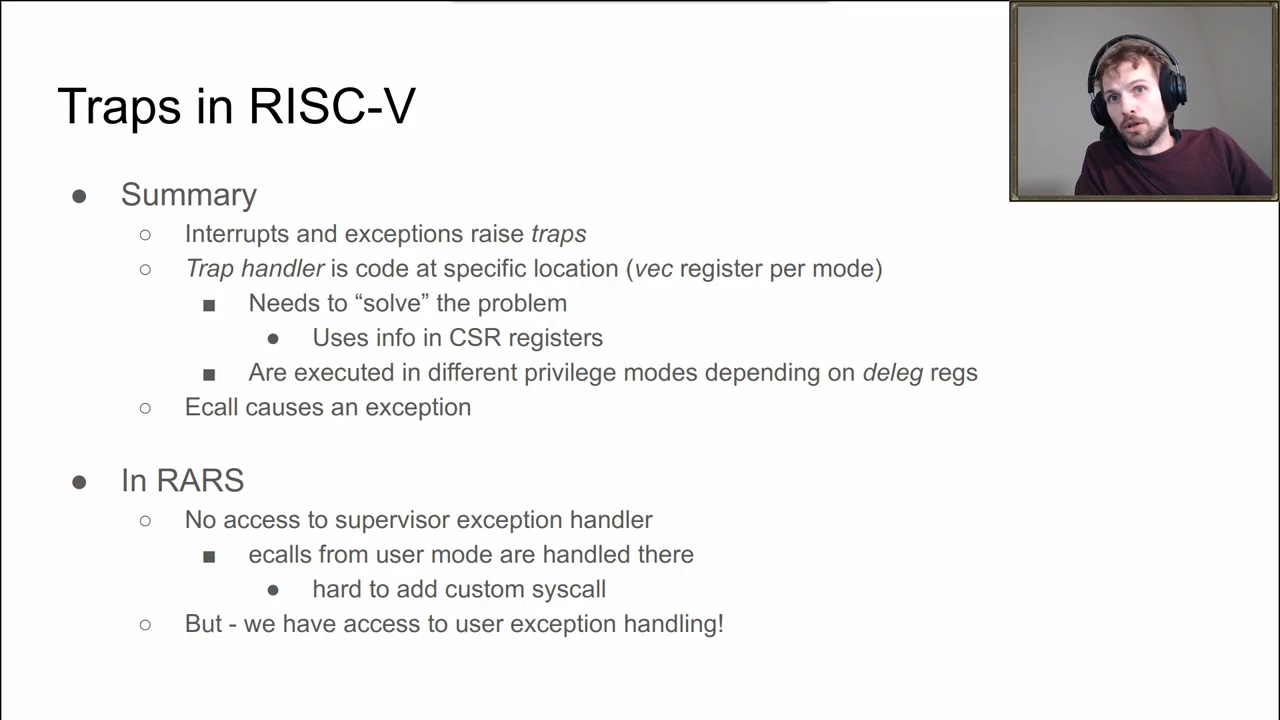 Traps in RISC-V
● Summary
○ Interrupts and exceptions raise traps
○ Trap handler is code at specific location (vec register per mode)
■ Needs to “solve” the problem
● Uses info in CSR registers
■ Are executed in different privilege modes depending on deleg regs
○ Ecall causes an exception
● In RARS
○ No access to supervisor exception handler
■ ecalls from user mode are handled there
● hard to add custom syscall
○ But - we have access to user exception handling!